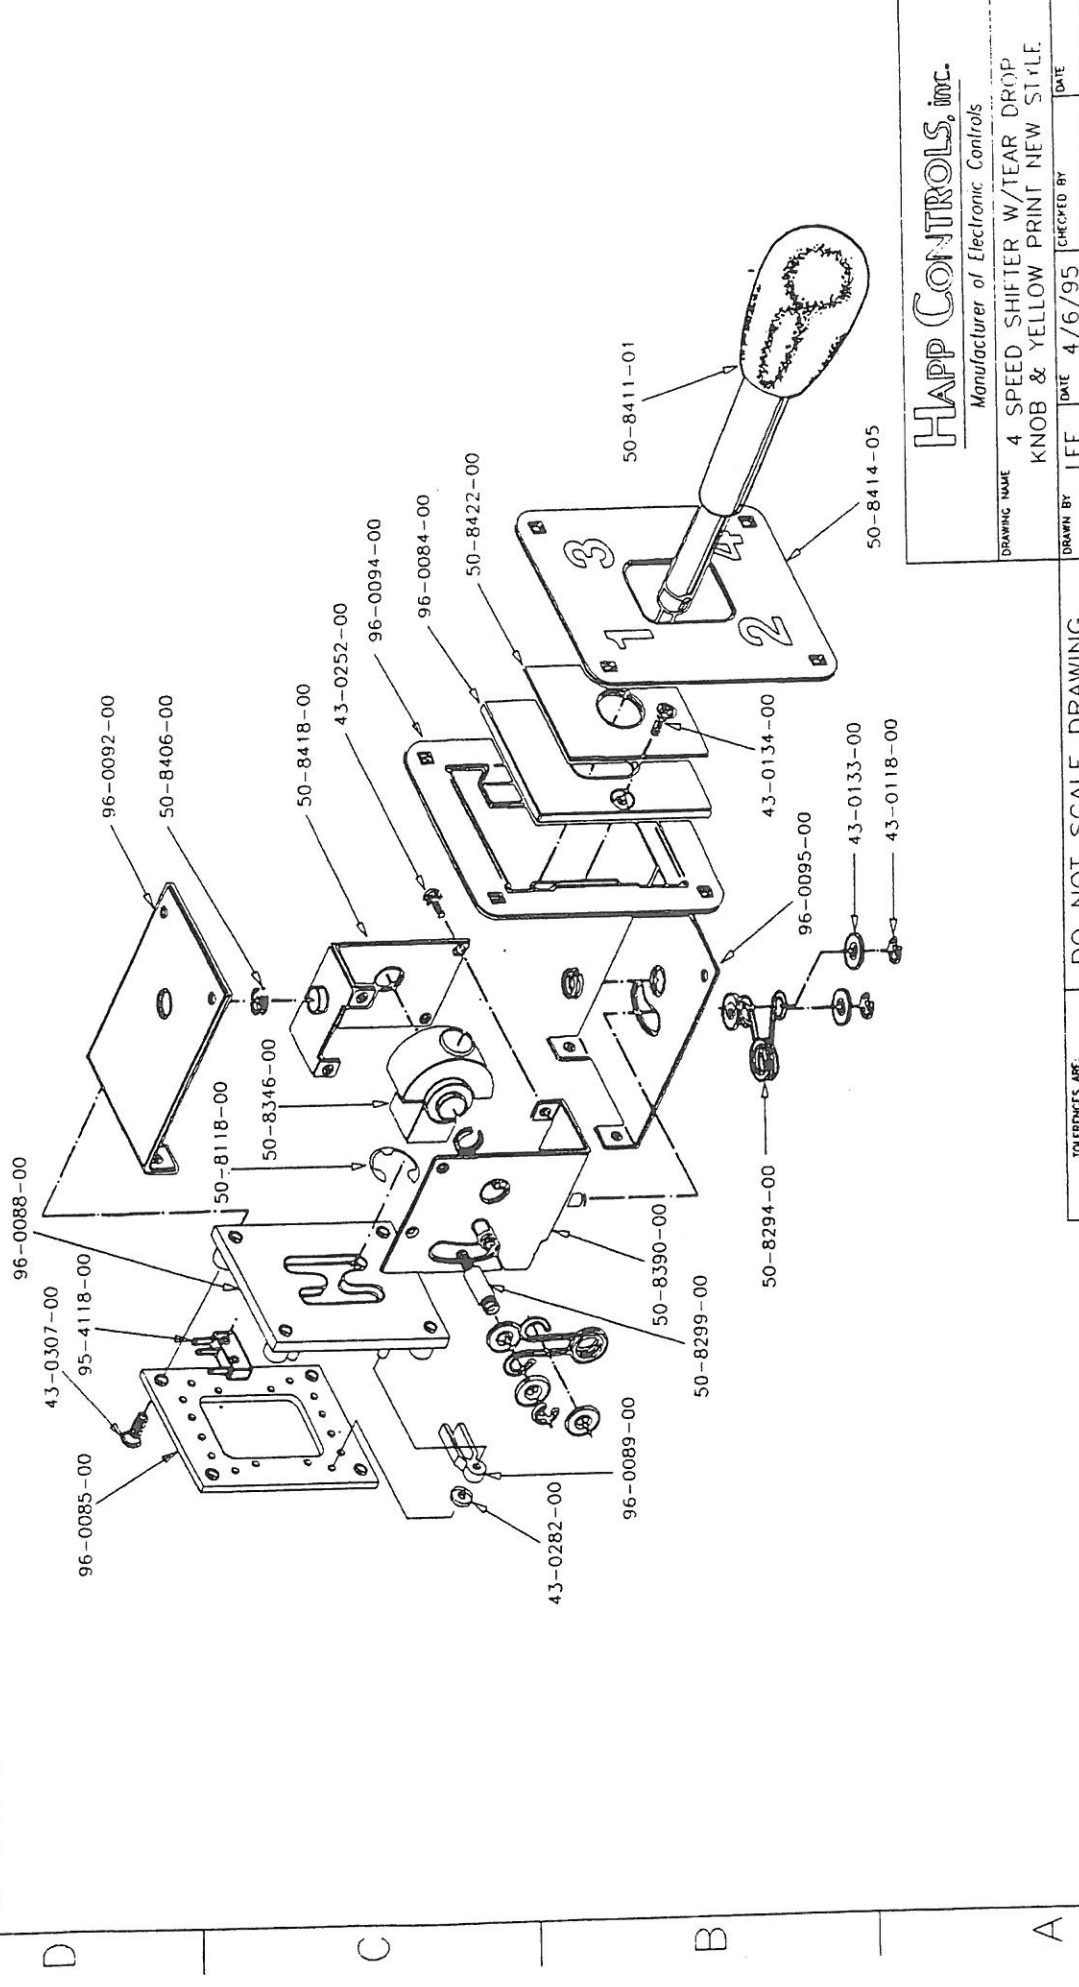 D
C
B
A
96-0088-00
43-0307-00
95-4118-00
96-0085-00
50-8118-00
50-8346-00
96-0092-00
50-8406-00
50-8418-00
43-0252-00
96-0094-00
96-0084-00
50-8422-00
50-8411-01
50-8414-05
3
4
1
2
43-0134-00
96-0095-00
43-0133-00
43-0118-00
50-8294-00
50-8390-00
50-8299-00
96-0089-00
43-0282-00
HAPP CONTROLS, inc.
Manufacturer of Electronic Controls
DRAWING NAME 4 SPEED SHIFTER W/TEAR DROP
KNOB & YELLOW PRINT NEW STYLE
DRAWN BY LEE DATE 4/6/95 CHECKED BY DATE
DO NOT SCALE DRAWING
TOLERENCES ARE: